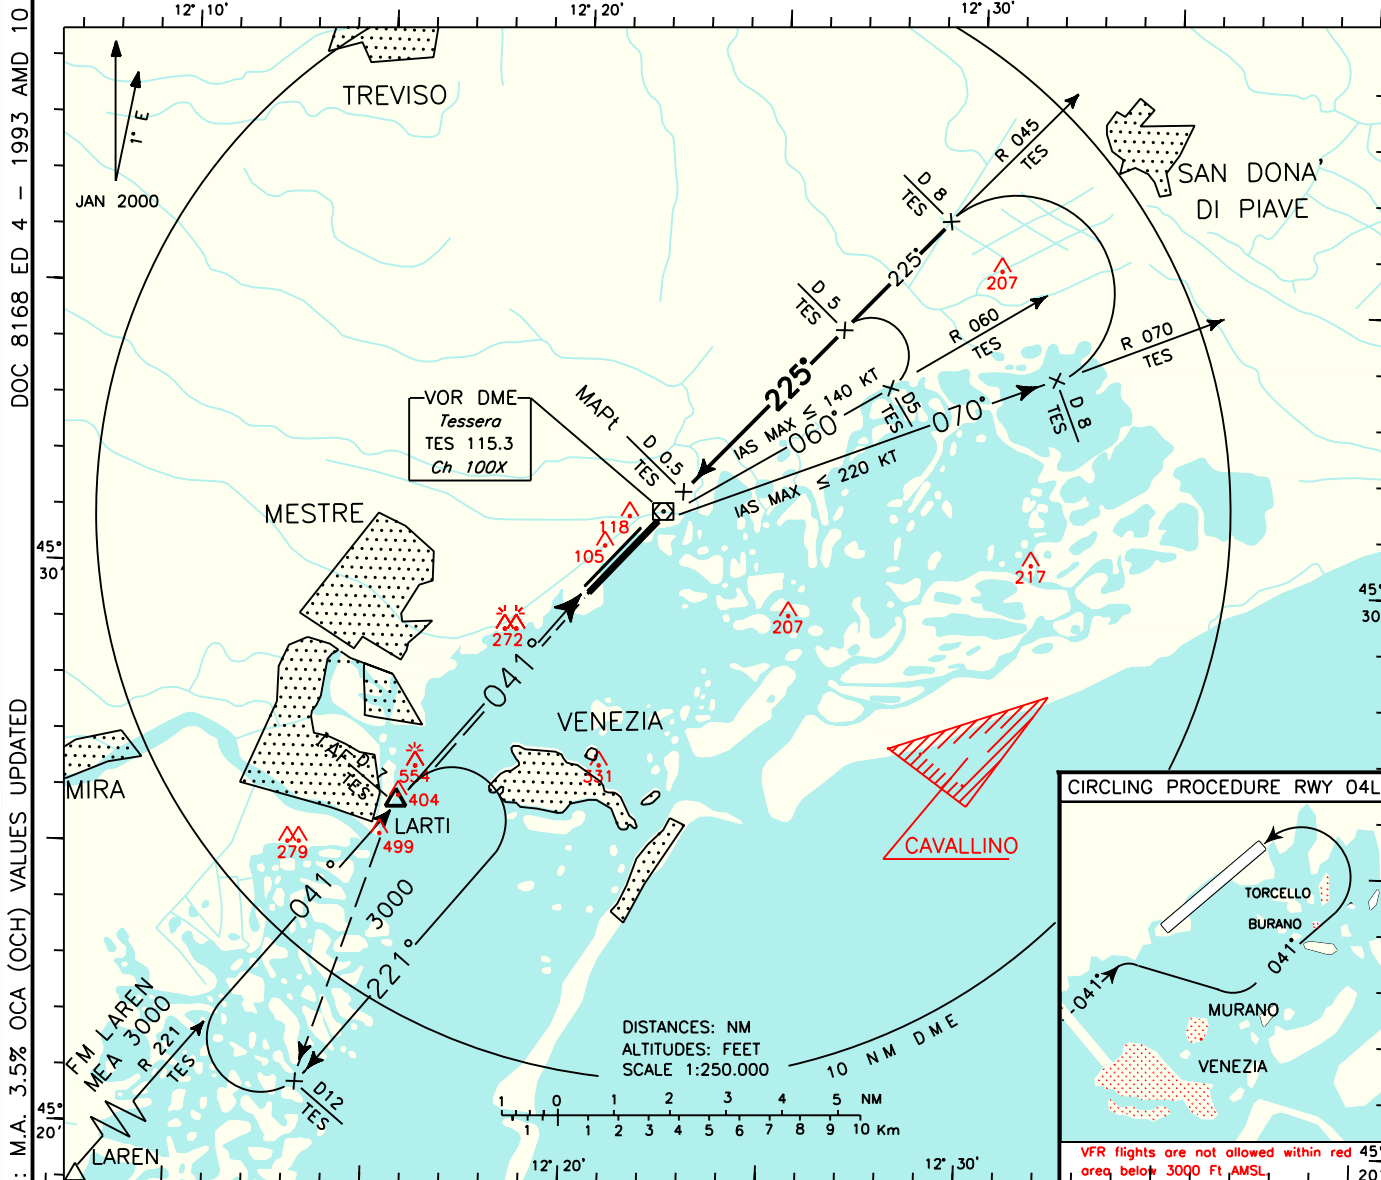 12° 10'
12° 20'
12° 30'
DOC 8168 ED 4 – 1993 AMD 10
: M.A. 3.5% OCA (OCH) VALUES UPDATED
1° E
JAN 2000
TREVISO
SAN DONA'
DI PIAVE
R 045
TES
D 8
TES
225°
207
D 5
TES
R 060
TES
R 070
TES
225°
IAS MAX ≤ 140 KT
060°
D5
TES
070°
D 8
TES
IAS MAX ≤ 220 KT
VOR DME
Tessera
TES 115.3
Ch 100X
MAPt
D 0.5
TES
MESTRE
118
105
45°
30'
45°
30'
217
207
272
041°
VENEZIA
331
IAF D
TES
554
404
LARTI
499
279
MIRA
CAVALLINO
041°
3000
221°
FM LAREN
MEA 3000
R 221
TES
D12
TES
LAREN
45°
20'
DISTANCES: NM
ALTITUDES: FEET
SCALE 1:250.000
10 NM DME
1 0 1 2 3 4 5 NM
1 1 2 3 4 5 6 7 8 9 10 Km
12° 20'
12° 30'
CIRCLING PROCEDURE RWY 04L
TORCELLO
BURANO
041°
-041°
MURANO
VENEZIA
VFR flights are not allowed within red
area below 3000 Ft AMSL.
45°
20'